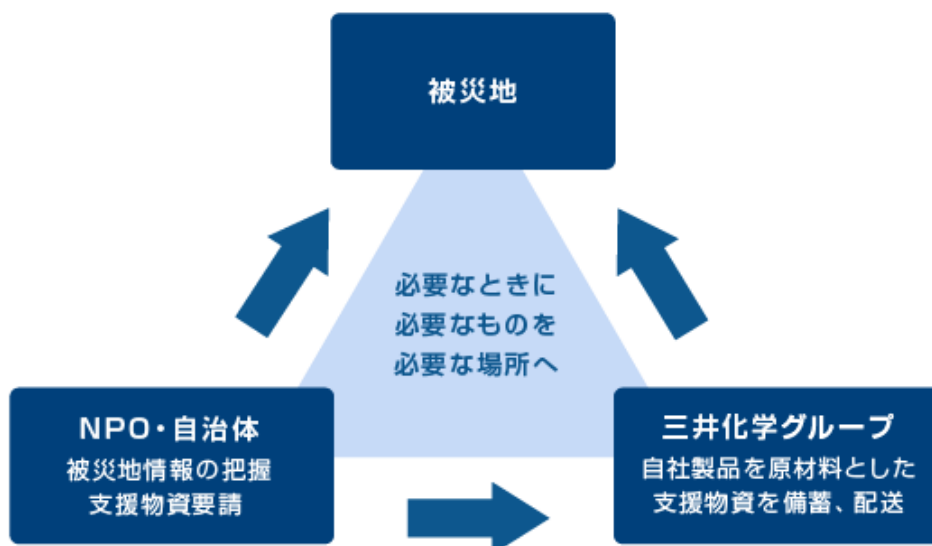 被災地
必要なときに
必要なものを
必要な場所へ
NPO・自治体
被災地情報の把握
支援物資要請
三井化学グループ
自社製品を原材料とした
支援物資を備蓄、配送